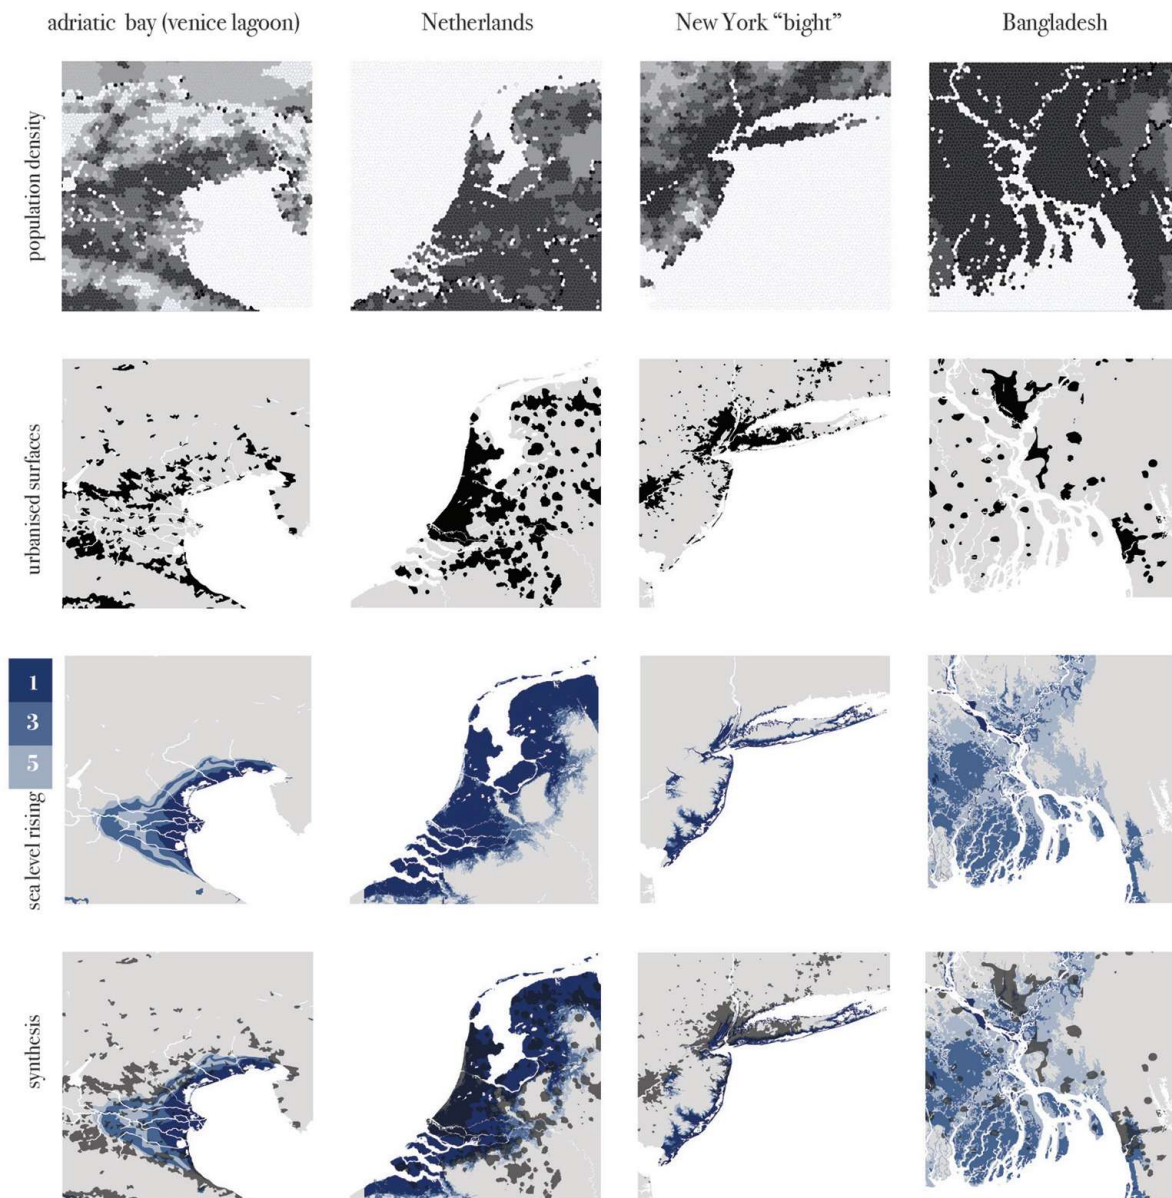 adriatic bay (venice lagoon)
Netherlands
New York “bight”
Bangladesh
population density
urbanised surfaces
1
3
5
sea level rising
synthesis